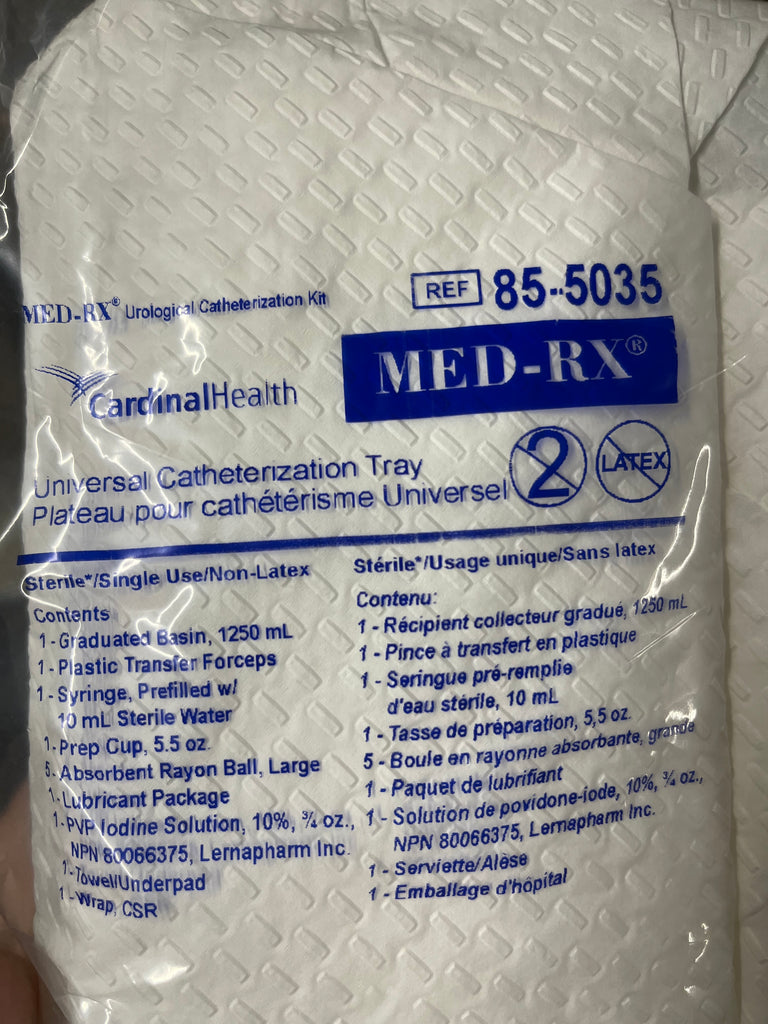 MED-RX® Urological Catheterization Kit
REF 85-5035
CardinalHealth
MED-RX®
Universal Catheterization Tray
Plateau pour cathétérisme Universel
2
LATEX
Sterile*/Single Use/Non-Latex
Contents
1 - Graduated Basin, 1250 mL
1 - Plastic Transfer Forceps
1 - Syringe, Prefilled w/
10 mL Sterile Water
1 - Prep Cup, 5.5 oz.
5 - Absorbent Rayon Ball, Large
1 - Lubricant Package
1 - PVP Iodine Solution, 10%, ¾ oz.,
NPN 80066375, Lernapharm Inc.
1 - Towel/Underpad
1 - Wrap, CSR
Stérile*/Usage unique/Sans latex
Contenu:
1 - Récipient collecteur gradué, 1250 mL
1 - Pince à transfert en plastique
1 - Seringue pré-remplie
d'eau stérile, 10 mL
1 - Tasse de préparation, 5,5 oz.
5 - Boule en rayonne absorbante, grande
1 - Paquet de lubrifiant
1 - Solution de povidone-iode, 10%, ¾ oz.,
NPN 80066375, Lernapharm Inc.
1 - Serviette/Alèse
1 - Emballage d'hôpital